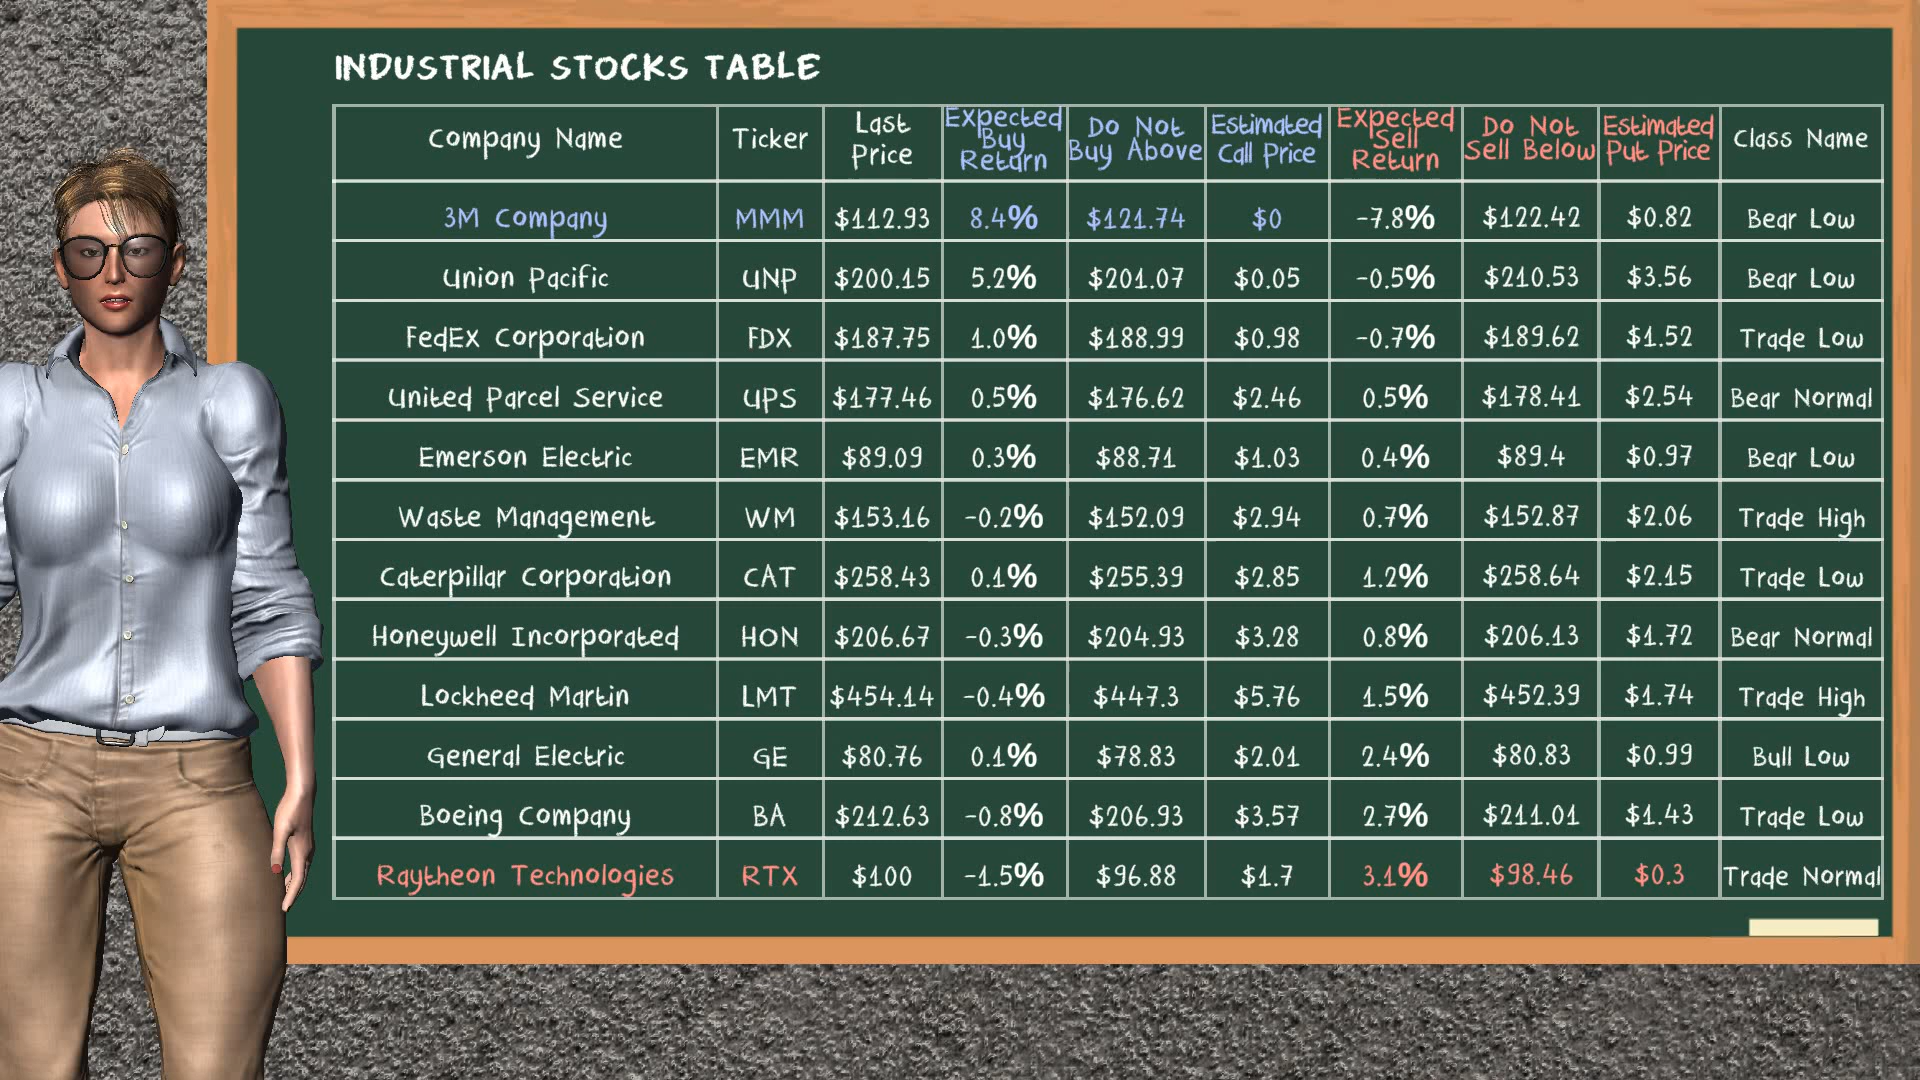 INDUSTRIAL STOCKS TABLE
Company Name Ticker Last Price Expected Buy Return Do Not Buy Above Estimated Call Price Expected Sell Return Do Not Sell Below Estimated Put Price Class Name
3M Company MMM $112.93 8.4% $121.74 $0 -7.8% $122.42 $0.82 Bear Low
Union Pacific UNP $200.15 5.2% $201.07 $0.05 -0.5% $210.53 $3.56 Bear Low
FedEx Corporation FDX $187.75 1.0% $188.99 $0.98 -0.7% $189.62 $1.52 Trade Low
United Parcel Service UPS $177.46 0.5% $176.62 $2.46 0.5% $178.41 $2.54 Bear Normal
Emerson Electric EMR $89.09 0.3% $88.71 $1.03 0.4% $89.4 $0.97 Bear Low
Waste Management WM $153.16 -0.2% $152.09 $2.94 0.7% $152.87 $2.06 Trade High
Caterpillar Corporation CAT $258.43 0.1% $255.39 $2.85 1.2% $258.64 $2.15 Trade Low
Honeywell Incorporated HON $206.67 -0.3% $204.93 $3.28 0.8% $206.13 $1.72 Bear Normal
Lockheed Martin LMT $454.14 -0.4% $447.3 $5.76 1.5% $452.39 $1.74 Trade High
General Electric GE $80.76 0.1% $78.83 $2.01 2.4% $80.83 $0.99 Bull Low
Boeing Company BA $212.63 -0.8% $206.93 $3.57 2.7% $211.01 $1.43 Trade Low
Raytheon Technologies RTX $100 -1.5% $96.88 $1.7 3.1% $98.46 $0.3 Trade Normal